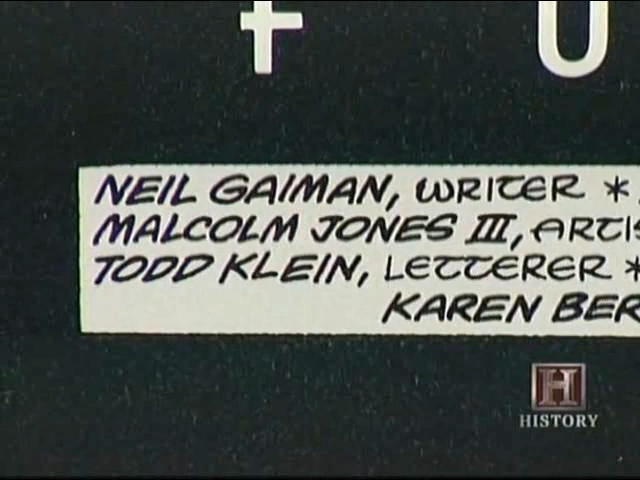 U
NEIL GAIMAN, WRITER *
MALCOLM JONES III, ARTIS
TODD KLEIN, LETTERER *
KAREN BER
H
HISTORY